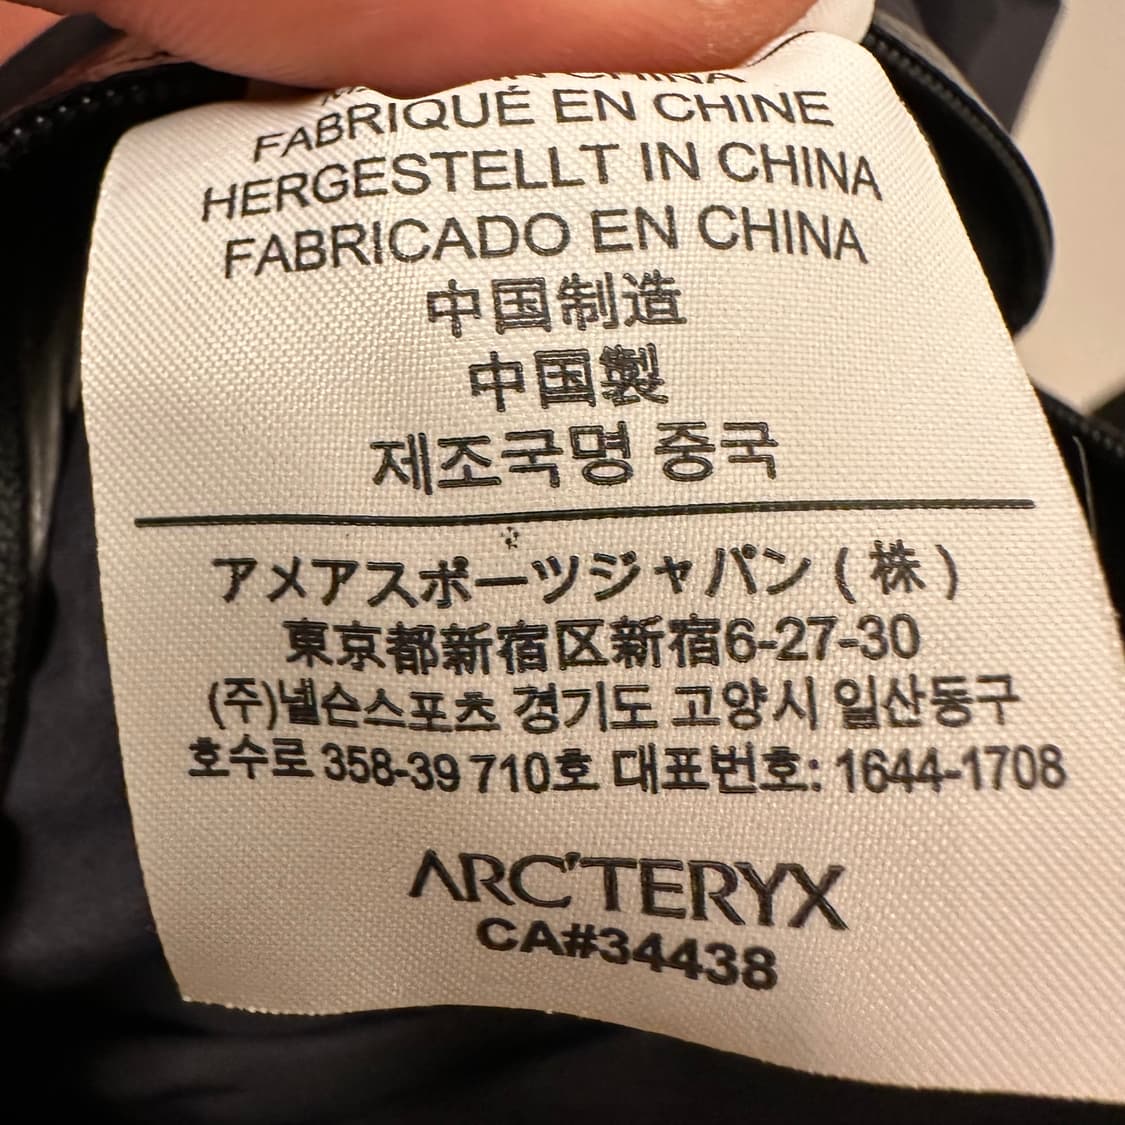 IN CHINA
FABRIQUÉ EN CHINE
HERGESTELLT IN CHINA
FABRICADO EN CHINA
中国制造
中国製
제조국명 중국
アメアスポーツジャパン(株)
東京都新宿区新宿6-27-30
(주)넬슨스포츠 경기도 고양시 일산동구
호수로 358-39 710호 대표번호: 1644-1708
ARC'TERYX
CA#34438